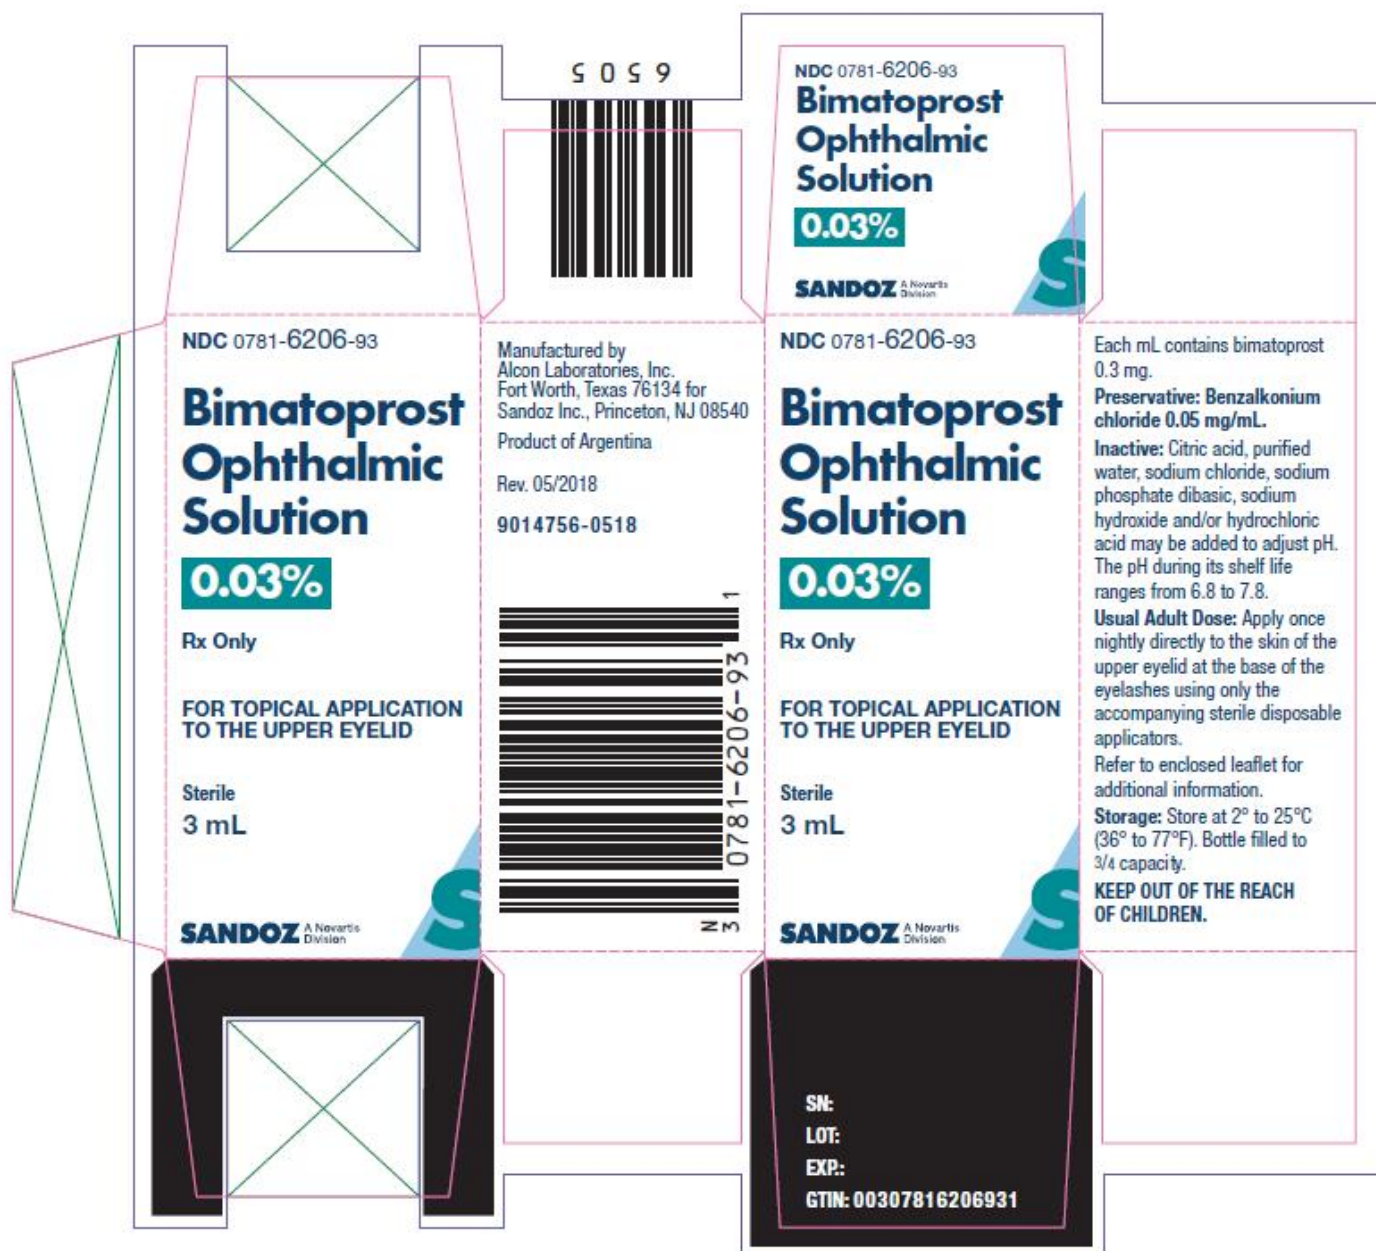 6505
NDC 0781-6206-93
Bimatoprost
Ophthalmic
Solution
0.03%
SANDOZ A Novartis
Division
S
NDC 0781-6206-93
Bimatoprost
Ophthalmic
Solution
0.03%
Rx Only
FOR TOPICAL APPLICATION
TO THE UPPER EYELID
Sterile
3 mL
SANDOZ A Novartis
Division
S
Manufactured by
Alcon Laboratories, Inc.
Fort Worth, Texas 76134 for
Sandoz Inc., Princeton, NJ 08540
Product of Argentina
Rev. 05/2018
9014756-0518
N
3 0781-6206-93 1
NDC 0781-6206-93
Bimatoprost
Ophthalmic
Solution
0.03%
Rx Only
FOR TOPICAL APPLICATION
TO THE UPPER EYELID
Sterile
3 mL
SANDOZ A Novartis
Division
S
Each mL contains bimatoprost
0.3 mg.
Preservative: Benzalkonium
chloride 0.05 mg/mL.
Inactive: Citric acid, purified
water, sodium chloride, sodium
phosphate dibasic, sodium
hydroxide and/or hydrochloric
acid may be added to adjust pH.
The pH during its shelf life
ranges from 6.8 to 7.8.
Usual Adult Dose: Apply once
nightly directly to the skin of the
upper eyelid at the base of the
eyelashes using only the
accompanying sterile disposable
applicators.
Refer to enclosed leaflet for
additional information.
Storage: Store at 2° to 25°C
(36° to 77°F). Bottle filled to
3/4 capacity.
KEEP OUT OF THE REACH
OF CHILDREN.
SN:
LOT:
EXP.:
GTIN: 00307816206931